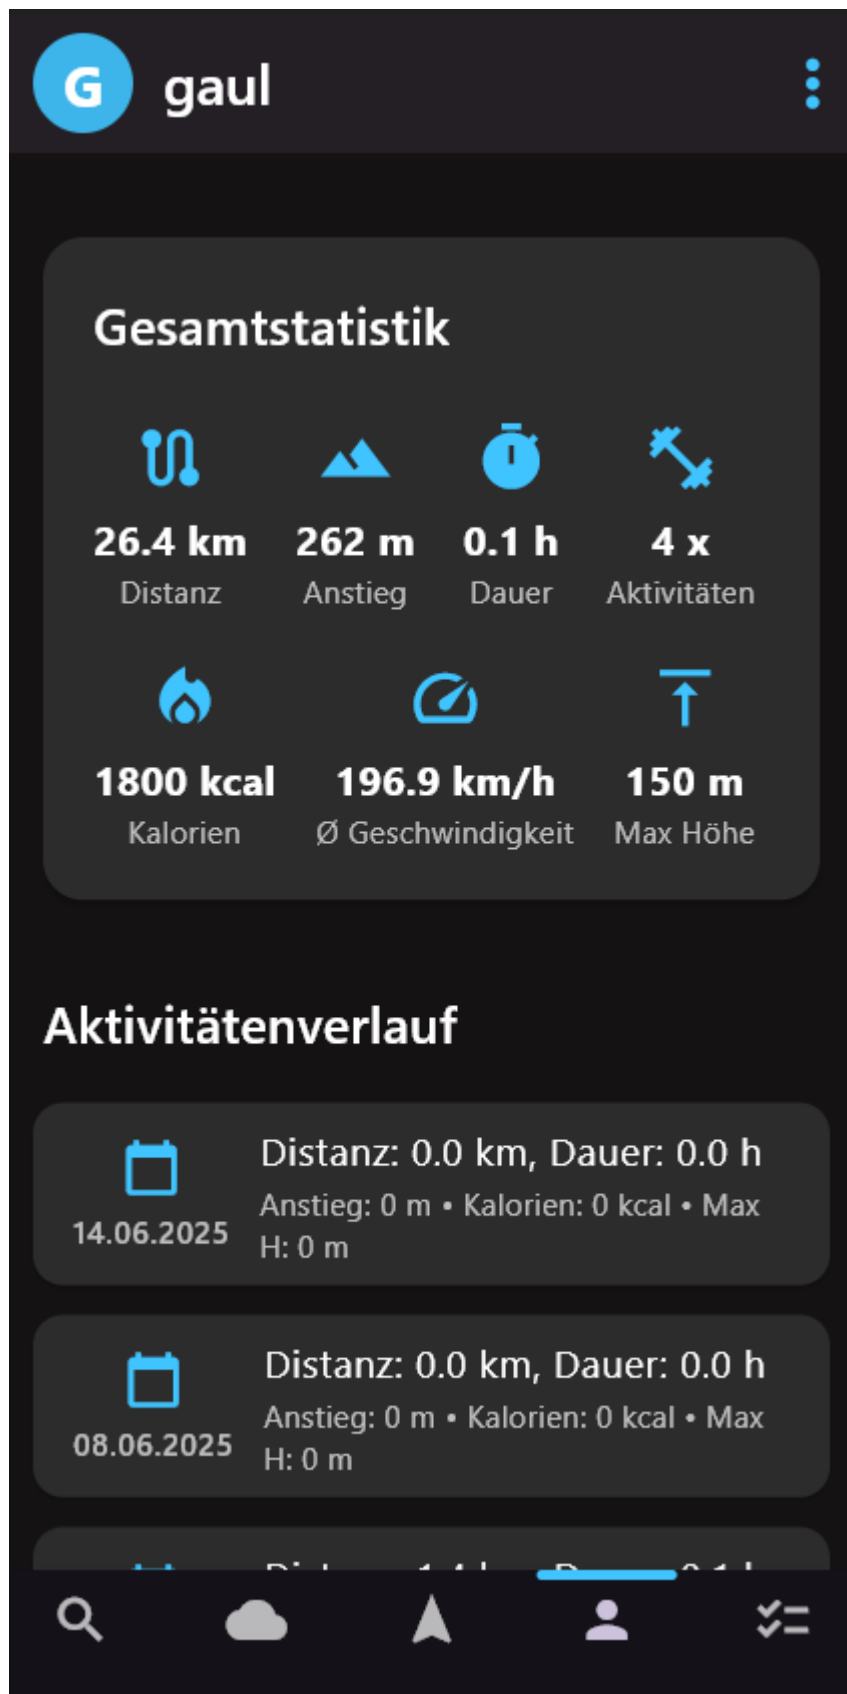 G gaul
Gesamtstatistik
26.4 km 262 m 0.1 h 4 x
Distanz Anstieg Dauer Aktivitäten
1800 kcal 196.9 km/h 150 m
Kalorien Ø Geschwindigkeit Max Höhe
Aktivitätenverlauf
Distanz: 0.0 km, Dauer: 0.0 h
Anstieg: 0 m • Kalorien: 0 kcal • Max
H: 0 m
14.06.2025
Distanz: 0.0 km, Dauer: 0.0 h
Anstieg: 0 m • Kalorien: 0 kcal • Max
H: 0 m
08.06.2025